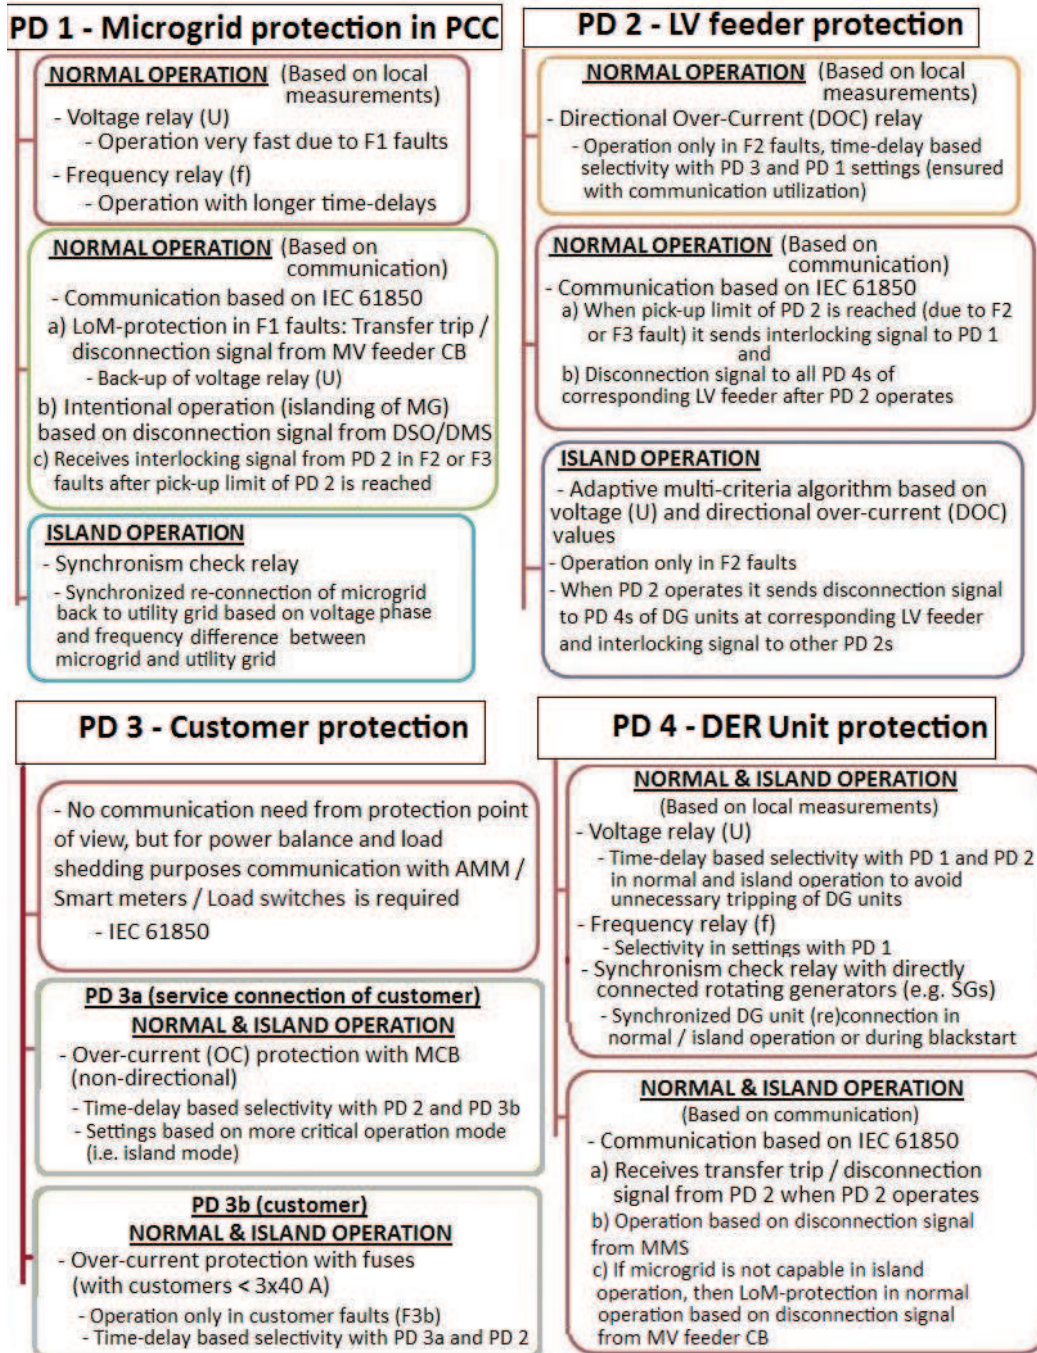 PD 1 - Microgrid protection in PCC
NORMAL OPERATION (Based on local
measurements)
- Voltage relay (U)
- Operation very fast due to F1 faults
- Frequency relay (f)
- Operation with longer time-delays
NORMAL OPERATION (Based on
communication)
- Communication based on IEC 61850
a) LoM-protection in F1 faults: Transfer trip /
disconnection signal from MV feeder CB
- Back-up of voltage relay (U)
b) Intentional operation (islanding of MG)
based on disconnection signal from DSO/DMS
c) Receives interlocking signal from PD 2 in F2 or F3
faults after pick-up limit of PD 2 is reached
ISLAND OPERATION
- Synchronism check relay
- Synchronized re-connection of microgrid
back to utility grid based on voltage phase
and frequency difference between
microgrid and utility grid
PD 2 - LV feeder protection
NORMAL OPERATION (Based on local
measurements)
- Directional Over-Current (DOC) relay
- Operation only in F2 faults, time-delay based
selectivity with PD 3 and PD 1 settings (ensured
with communication utilization)
NORMAL OPERATION (Based on
communication)
- Communication based on IEC 61850
a) When pick-up limit of PD 2 is reached (due to F2
or F3 fault) it sends interlocking signal to PD 1
and
b) Disconnection signal to all PD 4s of
corresponding LV feeder after PD 2 operates
ISLAND OPERATION
- Adaptive multi-criteria algorithm based on
voltage (U) and directional over-current (DOC)
values
- Operation only in F2 faults
- When PD 2 operates it sends disconnection signal
to PD 4s of DG units at corresponding LV feeder
and interlocking signal to other PD 2s
PD 3 - Customer protection
- No communication need from protection point
of view, but for power balance and load
shedding purposes communication with AMM /
Smart meters / Load switches is required
- IEC 61850
PD 3a (service connection of customer)
NORMAL & ISLAND OPERATION
- Over-current (OC) protection with MCB
(non-directional)
- Time-delay based selectivity with PD 2 and PD 3b
- Settings based on more critical operation mode
(i.e. island mode)
PD 3b (customer)
NORMAL & ISLAND OPERATION
- Over-current protection with fuses
(with customers < 3x40 A)
- Operation only in customer faults (F3b)
- Time-delay based selectivity with PD 3a and PD 2
PD 4 - DER Unit protection
NORMAL & ISLAND OPERATION
(Based on local measurements)
- Voltage relay (U)
- Time-delay based selectivity with PD 1 and PD 2
in normal and island operation to avoid
unnecessary tripping of DG units
- Frequency relay (f)
- Selectivity in settings with PD 1
- Synchronism check relay with directly
connected rotating generators (e.g. SGs)
- Synchronized DG unit (re)connection in
normal / island operation or during blackstart
NORMAL & ISLAND OPERATION
(Based on communication)
- Communication based on IEC 61850
a) Receives transfer trip / disconnection
signal from PD 2 when PD 2 operates
b) Operation based on disconnection signal
from MMS
c) If microgrid is not capable in island
operation, then LoM-protection in normal
operation based on disconnection signal
from MV feeder CB